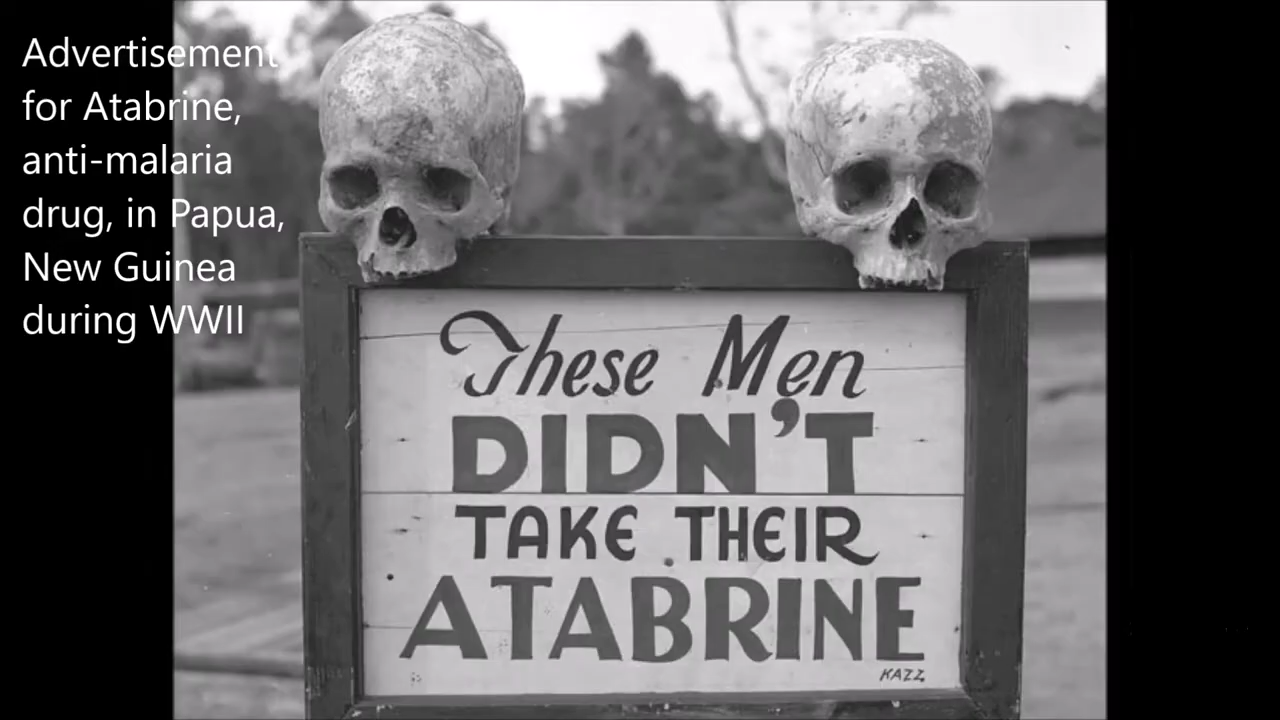 Advertisement
for Atabrine,
anti-malaria
drug, in Papua,
New Guinea
during WWII
These Men
DIDN'T
TAKE THEIR
ATABRINE
KAZZ